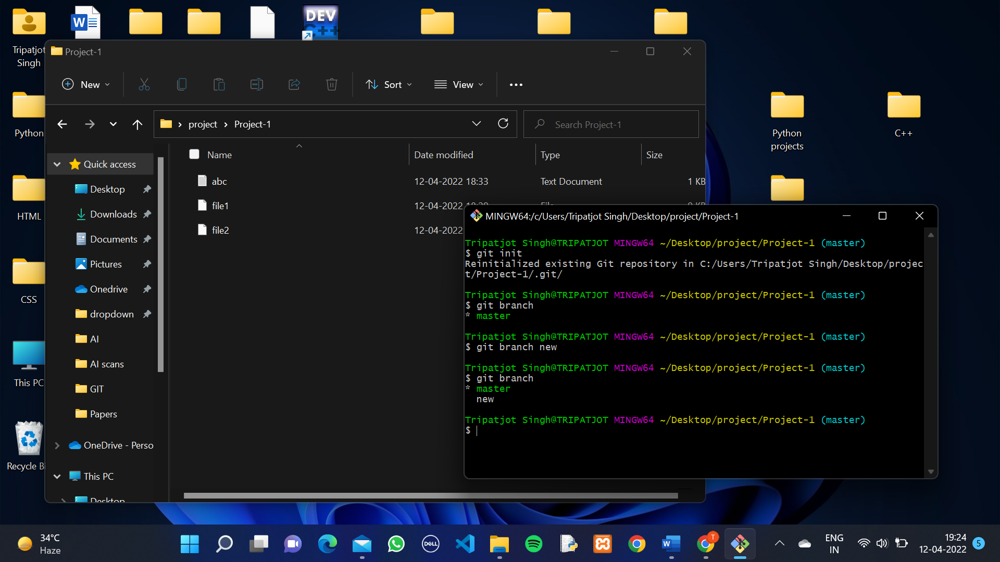 Tripatjot
Singh
Python
HTML
CSS
This PC
Recycle Bi
W
DEV
C++
Python
projects
C++
Project-1
New
Sort
View
project
Project-1
Search Project-1
Name
Date modified
Type
Size
abc
12-04-2022 18:33
Text Document
1 KB
file1
12-04-2022
file2
12-04-2022
Quick access
Desktop
Downloads
Documents
Pictures
Onedrive
dropdown
AI
AI scans
GIT
Papers
OneDrive - Perso
This PC
Desktop
MINGW64:/c/Users/Tripatjot Singh/Desktop/project/Project-1
Tripatjot Singh@TRIPATJOT MINGW64 ~/Desktop/project/Project-1 (master)
$ git init
Reinitialized existing Git repository in C:/Users/Tripatjot Singh/Desktop/projec
t/Project-1/.git/
Tripatjot Singh@TRIPATJOT MINGW64 ~/Desktop/project/Project-1 (master)
$ git branch
* master
Tripatjot Singh@TRIPATJOT MINGW64 ~/Desktop/project/Project-1 (master)
$ git branch new
Tripatjot Singh@TRIPATJOT MINGW64 ~/Desktop/project/Project-1 (master)
$ git branch
* master
new
Tripatjot Singh@TRIPATJOT MINGW64 ~/Desktop/project/Project-1 (master)
$
34°C
Haze
DELL
W
T
ENG
IN
19:24
12-04-2022
5